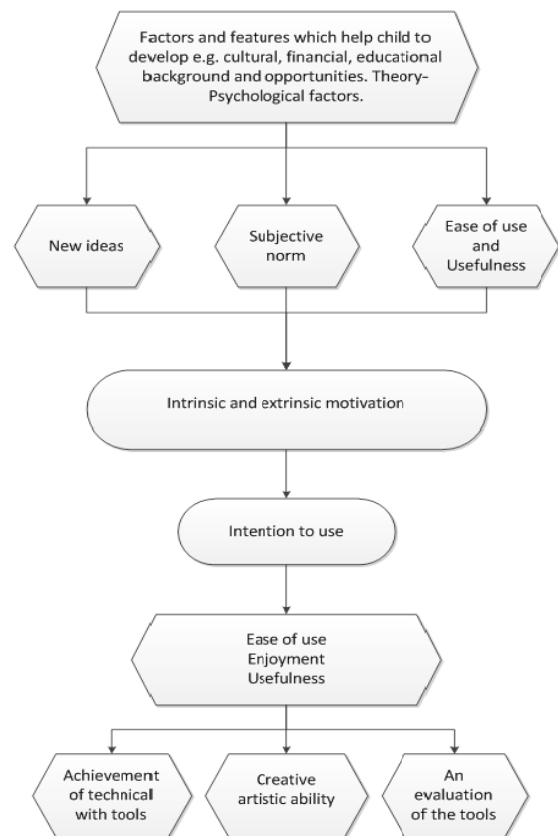 Factors and features which help child to
develop e.g. cultural, financial, educational
background and opportunities. Theory-
Psychological factors.
New ideas
Subjective
norm
Ease of use
and
Usefulness
Intrinsic and extrinsic motivation
Intention to use
Ease of use
Enjoyment
Usefulness
Achievement
of technical
with tools
Creative
artistic ability
An
evaluation
of the tools